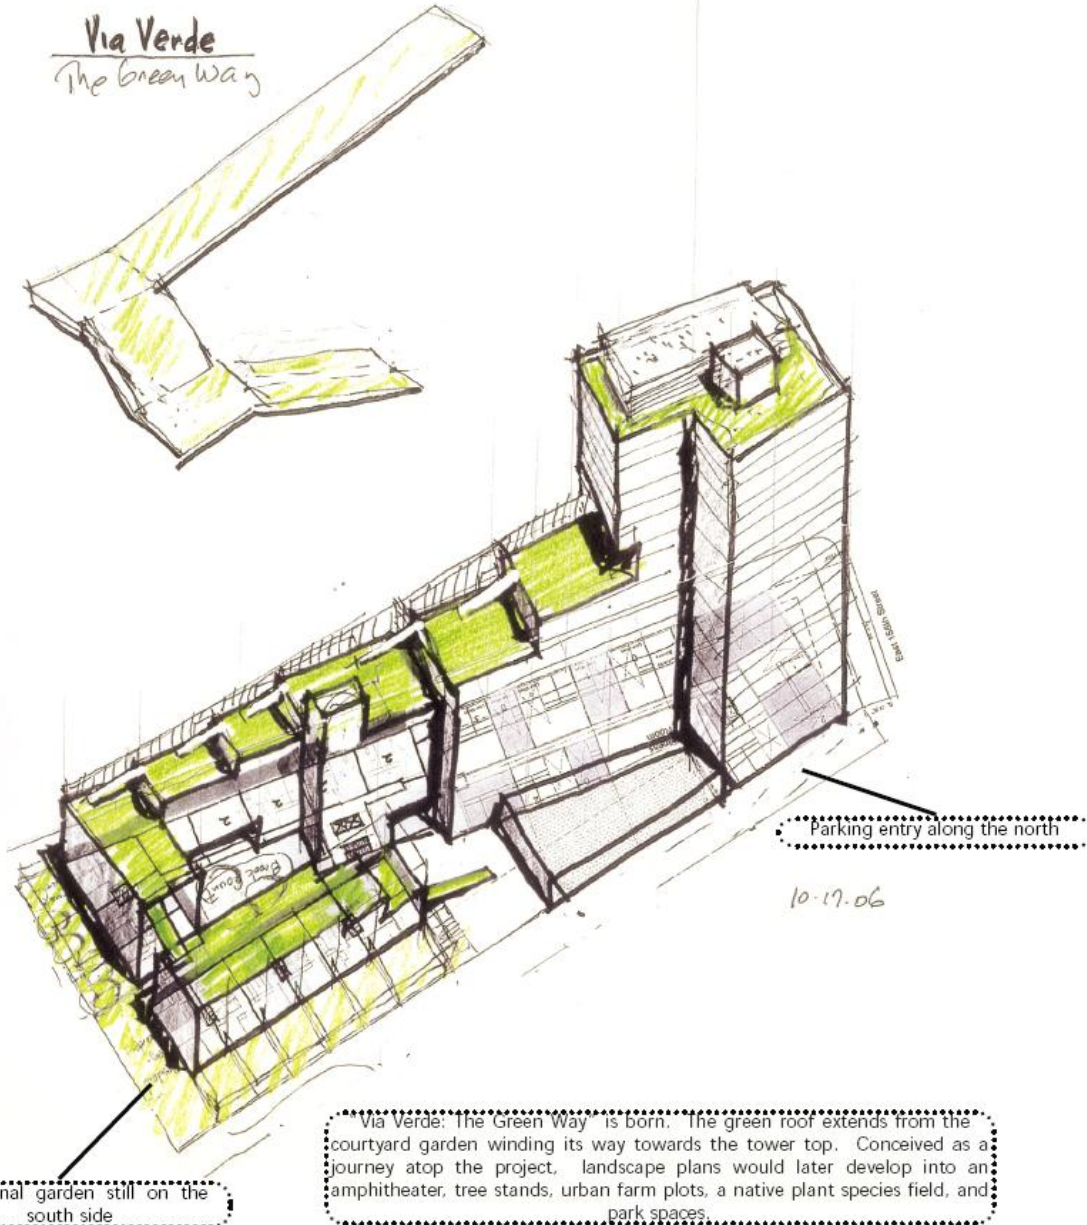 Via Verde
The Green Way
East 156th Street
Parking entry along the north
10·17·06
nal garden still on the
south side
"Via Verde: The Green Way" is born. The green roof extends from the
courtyard garden winding its way towards the tower top. Conceived as a
journey atop the project, landscape plans would later develop into an
amphitheater, tree stands, urban farm plots, a native plant species field, and
park spaces.